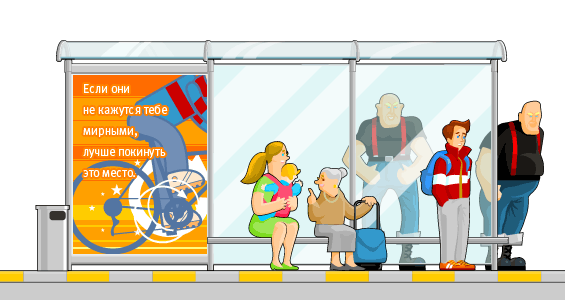 Если они
не кажутся тебе
мирными,
лучше покинуть
это место.